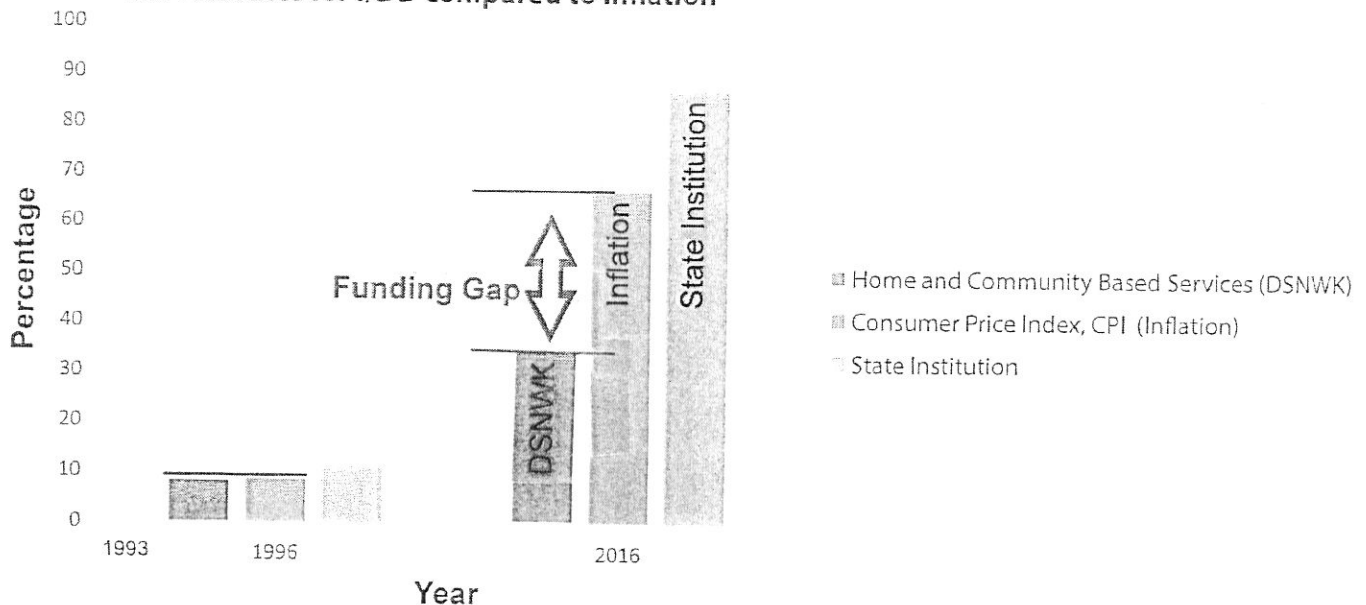 I/DD Compared to Inflation
100
90
80
70
60
50
40
30
20
10
0
Percentage
Funding Gap
DSNWK
Inflation
State Institution
Home and Community Based Services (DSNWK)
Consumer Price Index, CPI (Inflation)
State Institution
1993
1996
2016
Year